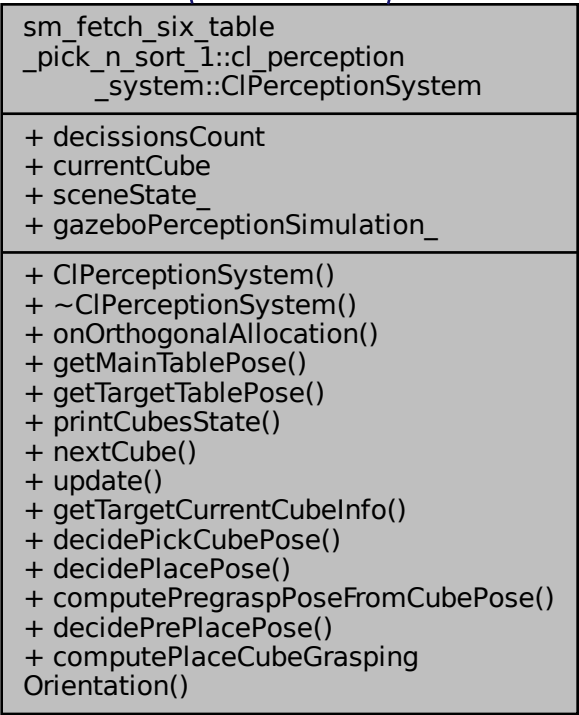 sm_fetch_six_table
_pick_n_sort_1::cl_perception
_system::ClPerceptionSystem
+ decissionsCount
+ currentCube
+ sceneState_
+ gazeboPerceptionSimulation_
+ ClPerceptionSystem()
+ ~ClPerceptionSystem()
+ onOrthogonalAllocation()
+ getMainTablePose()
+ getTargetTablePose()
+ printCubesState()
+ nextCube()
+ update()
+ getTargetCurrentCubeInfo()
+ decidePickCubePose()
+ decidePlacePose()
+ computePregraspPoseFromCubePose()
+ decidePrePlacePose()
+ computePlaceCubeGrasping
Orientation()